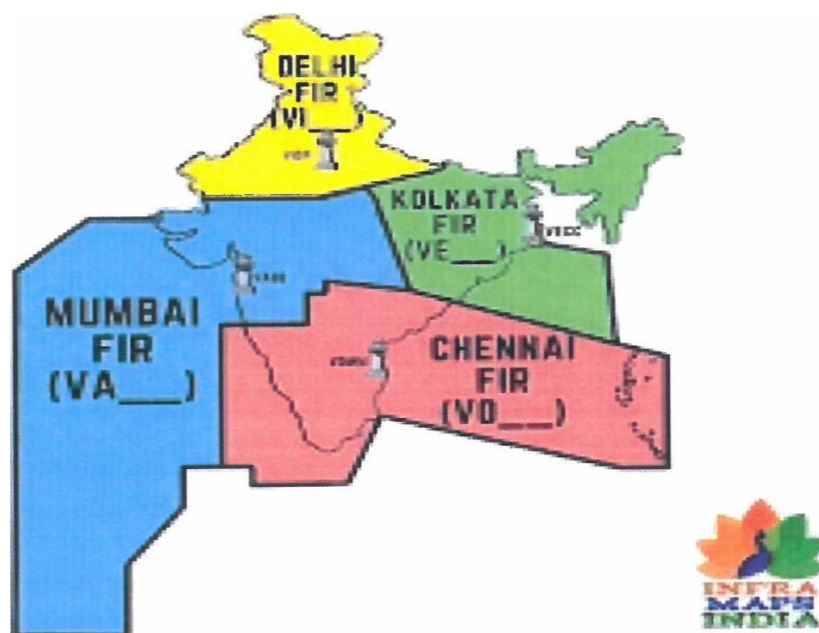 DELHI
FIR
(VI___)
KOLKATA
FIR
(VE___)
MUMBAI
FIR
(VA___)
CHENNAI
FIR
(VO___)
INFRA
MAPS
INDIA